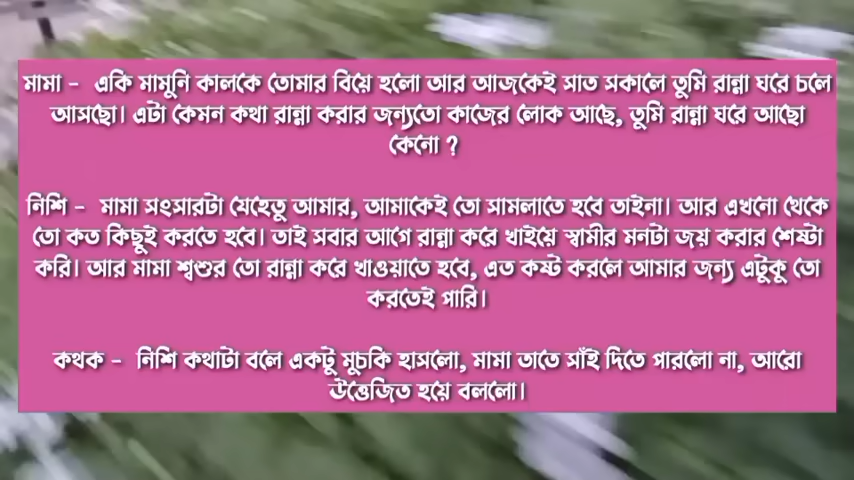 মামা - একি মামুনি কালকে তোমার বিয়ে হলো আর আজকেই সাত সকালে তুমি রান্না ঘরে চলে
আসছো। এটা কেমন কথা রান্না করার জন্যতো কাজের লোক আছে, তুমি রান্না ঘরে আছো
কেনো ?
নিশি - মামা সংসারটা যেহেতু আমার, আমাকেই তো সামলাতে হবে তাইনা। আর এখনো থেকে
তো কত কিছুই করতে হবে। তাই সবার আগে রান্না করে খাইয়ে স্বামীর মনটা জয় করার শেষ্টা
করি। আর মামা শ্বশুর তো রান্না করে খাওয়াতে হবে, এত কষ্ট করলে আমার জন্য এটুকু তো
করতেই পারি।
কথক - নিশি কথাটা বলে একটু মুচকি হাসলো, মামা তাতে সাঁই দিতে পারলো না, আরো
উত্তেজিত হয়ে বললো।